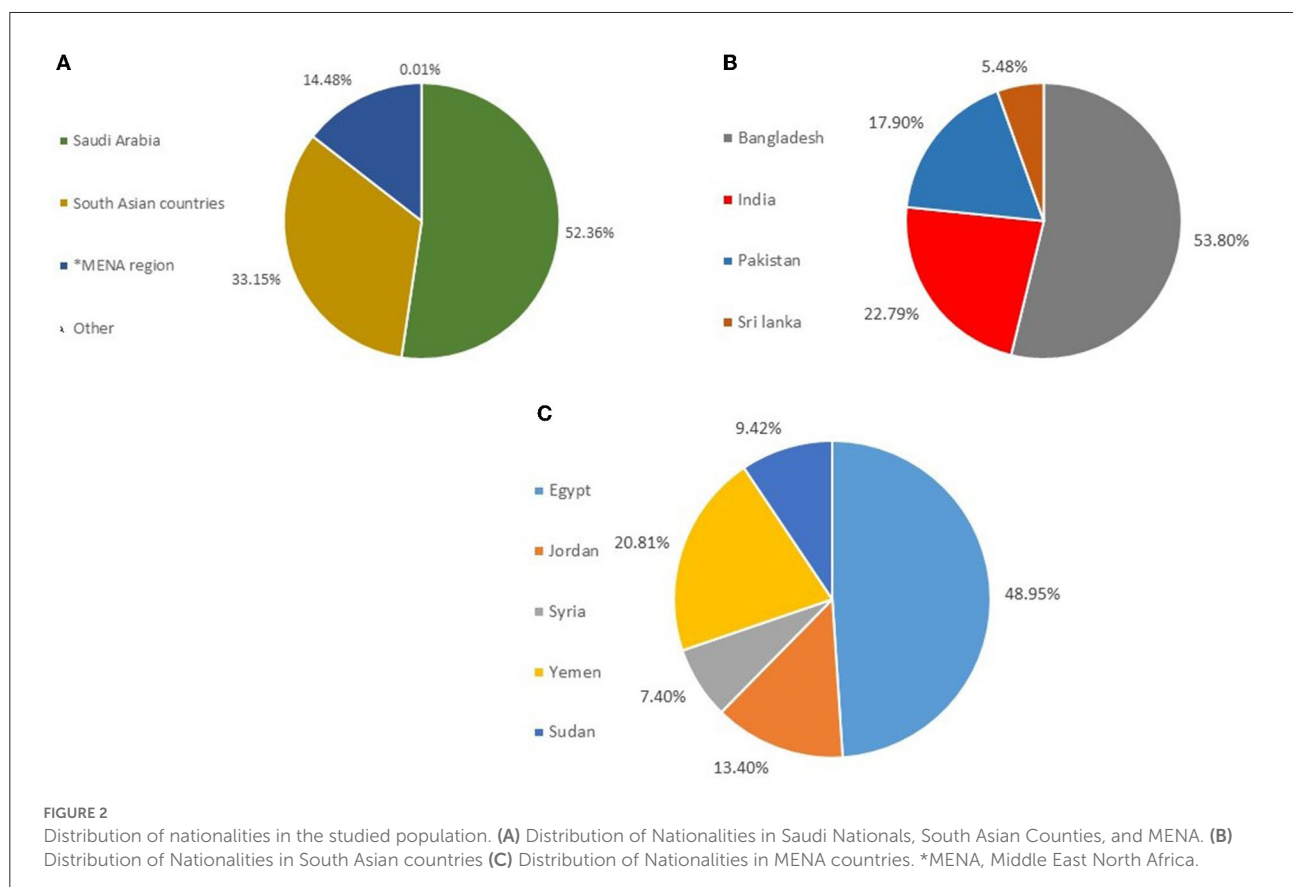 A
14.48%
0.01%
Saudi Arabia
South Asian countries
*MENA region
Other
33.15%
52.36%
B
5.48%
17.90%
Bangladesh
India
Pakistan
Sri lanka
22.79%
53.80%
C
9.42%
Egypt
Jordan
Syria
Yemen
Sudan
20.81%
48.95%
7.40%
13.40%
FIGURE 2
Distribution of nationalities in the studied population. (A) Distribution of Nationalities in Saudi Nationals, South Asian Counties, and MENA. (B)
Distribution of Nationalities in South Asian countries (C) Distribution of Nationalities in MENA countries. *MENA, Middle East North Africa.